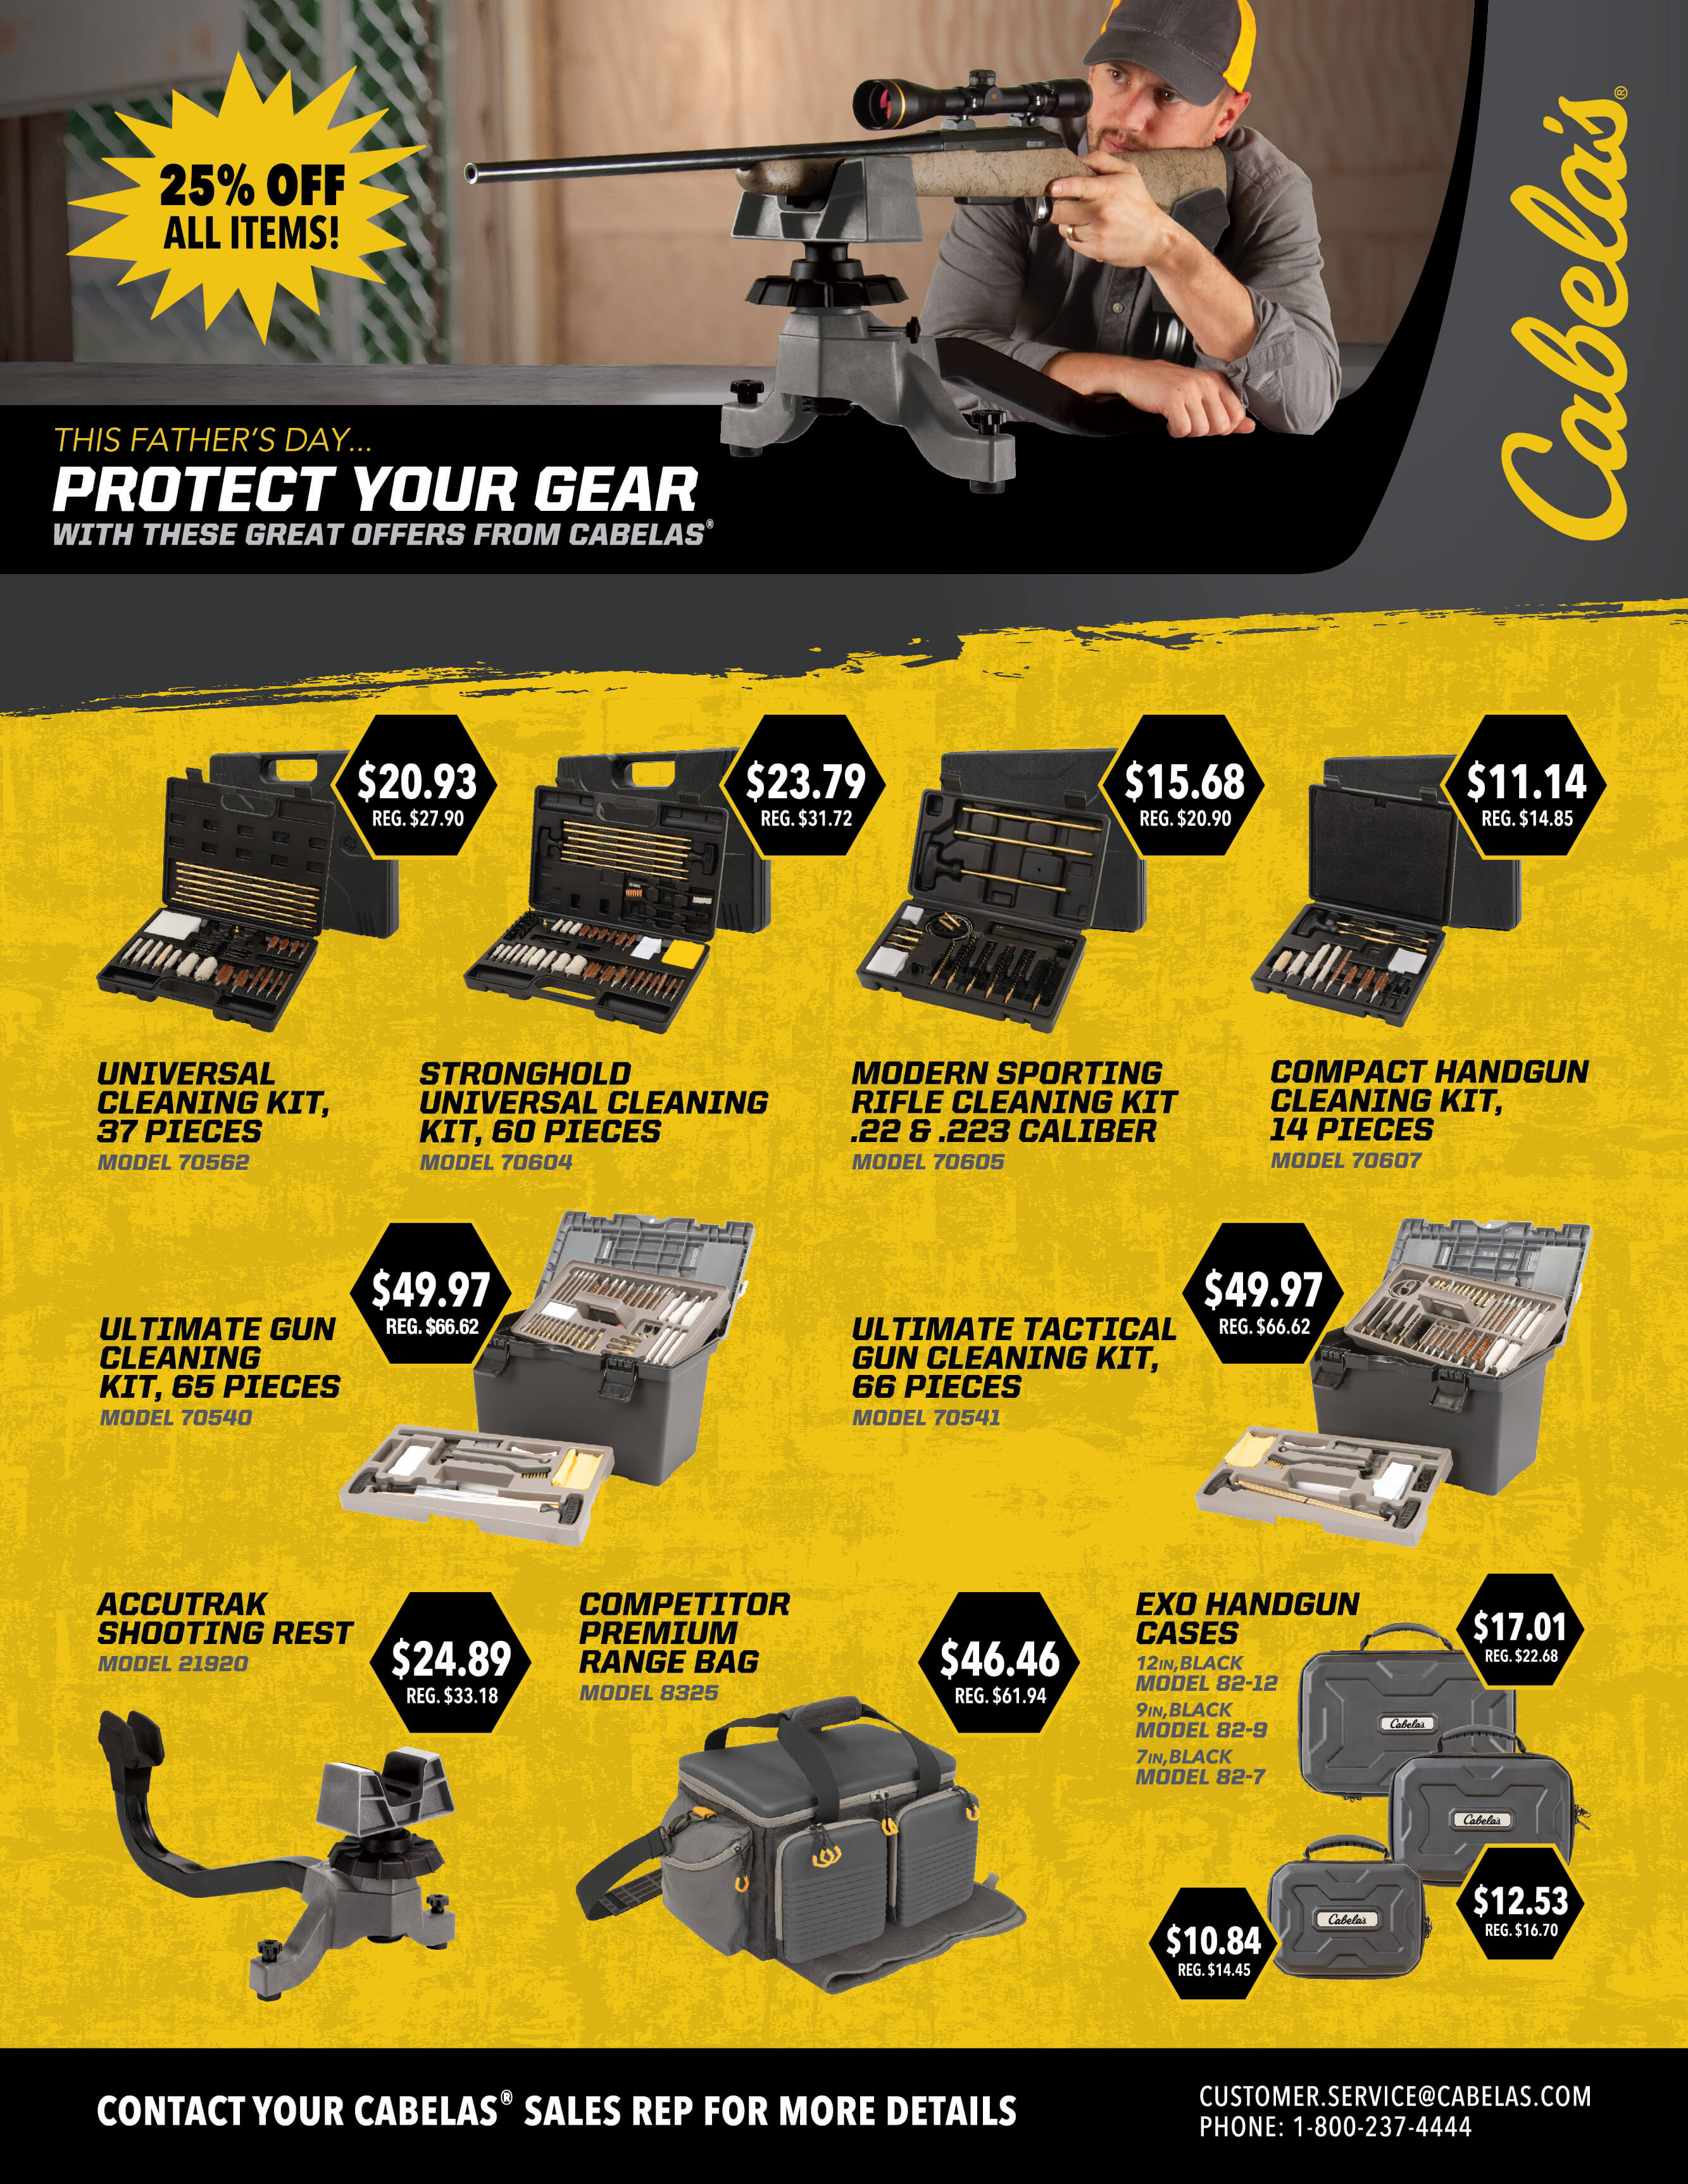 25% OFF
ALL ITEMS!
Cabela's®
THIS FATHER'S DAY...
PROTECT YOUR GEAR
WITH THESE GREAT OFFERS FROM CABELAS®
$20.93
REG. $27.90
$23.79
REG. $31.72
$15.68
REG. $20.90
$11.14
REG. $14.85
UNIVERSAL
CLEANING KIT,
37 PIECES
MODEL 70562
STRONGHOLD
UNIVERSAL CLEANING
KIT, 60 PIECES
MODEL 70604
MODERN SPORTING
RIFLE CLEANING KIT
.22 & .223 CALIBER
MODEL 70605
COMPACT HANDGUN
CLEANING KIT,
14 PIECES
MODEL 70607
$49.97
REG. $66.62
ULTIMATE GUN
CLEANING
KIT, 65 PIECES
MODEL 70540
$49.97
REG. $66.62
ULTIMATE TACTICAL
GUN CLEANING KIT,
66 PIECES
MODEL 70541
ACCUTRAK
SHOOTING REST
MODEL 21920
$24.89
REG. $33.18
COMPETITOR
PREMIUM
RANGE BAG
MODEL 8325
$46.46
REG. $61.94
EXO HANDGUN
CASES
12IN,BLACK
MODEL 82-12
9IN,BLACK
MODEL 82-9
7IN,BLACK
MODEL 82-7
$17.01
REG. $22.68
Cabela's
Cabela's
$12.53
REG. $16.70
Cabela's
$10.84
REG. $14.45
CONTACT YOUR CABELAS® SALES REP FOR MORE DETAILS
CUSTOMER.SERVICE@CABELAS.COM
PHONE: 1-800-237-4444